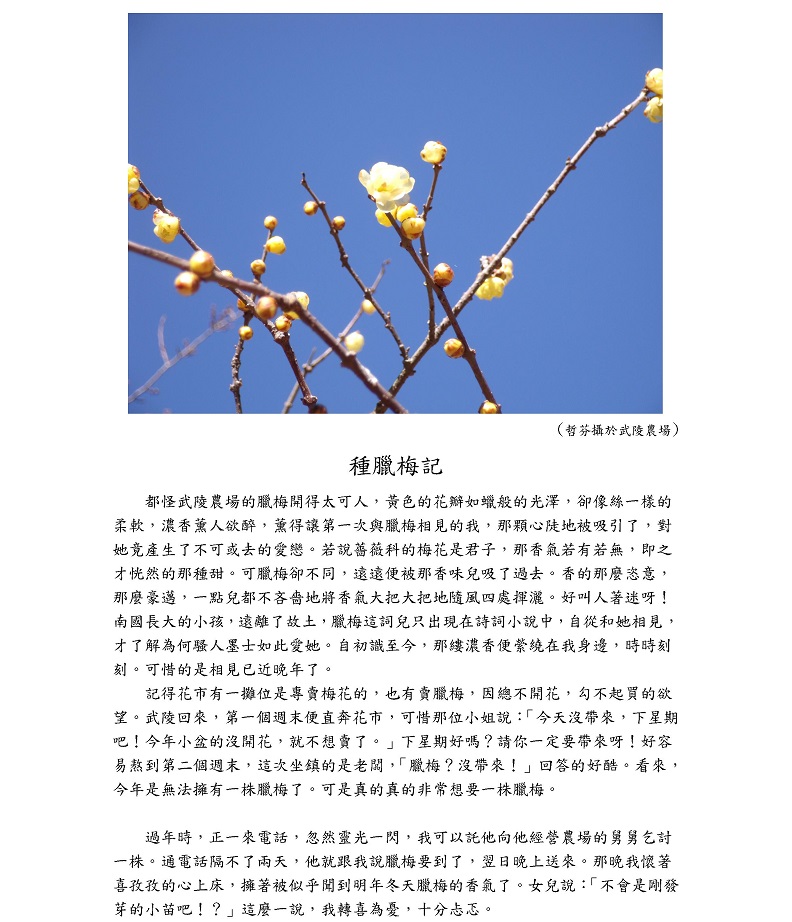 (哲芬攝於武陵農場)
種臘梅記
都怪武陵農場的臘梅開得太可人，黃色的花瓣如蠟般的光澤，卻像絲一樣的
柔軟，濃香薰人欲醉，薰得讓第一次與臘梅相見的我，那顆心陡地被吸引了，對
她竟產生了不可或去的愛戀。若說薔薇科的梅花是君子，那香氣若有若無，即之
才恍然的那種甜。可臘梅卻不同，遠遠便被那香味兒吸了過去。香的那麼恣意，
那麼豪邁，一點兒都不吝嗇地將香氣大把大把地隨風四處揮灑。好叫人著迷呀！
南國長大的小孩，遠離了故土，臘梅這詞兒只出現在詩詞小說中，自從和她相見，
才了解為何騷人墨士如此愛她。自初識至今，那縷濃香便縈繞在我身邊，時時刻
刻。可惜的是相見已近晚年了。
記得花市有一攤位是專賣梅花的，也有賣臘梅，因總不開花，勾不起買的欲
望。武陵回來，第一個週末便直奔花市，可惜那位小姐說：「今天沒帶來，下星期
吧！今年小盆的沒開花，就不想賣了。」下星期好嗎？請你一定要帶來呀！好容
易熬到第二個週末，這次坐鎮的是老闆，「臘梅？沒帶來！」回答的好酷。看來，
今年是無法擁有一株臘梅了。可是真的真的非常想要一株臘梅。
過年時，正一來電話，忽然靈光一閃，我可以託他向他經營農場的舅舅乞討
一株。通電話隔不了兩天，他就跟我說臘梅要到了，翌日晚上送來。那晚我懷著
喜孜孜的心上床，擁著被似乎聞到明年冬天臘梅的香氣了。女兒說：「不會是剛發
芽的小苗吧！？」這麼一說，我轉喜為憂，十分忐忑。